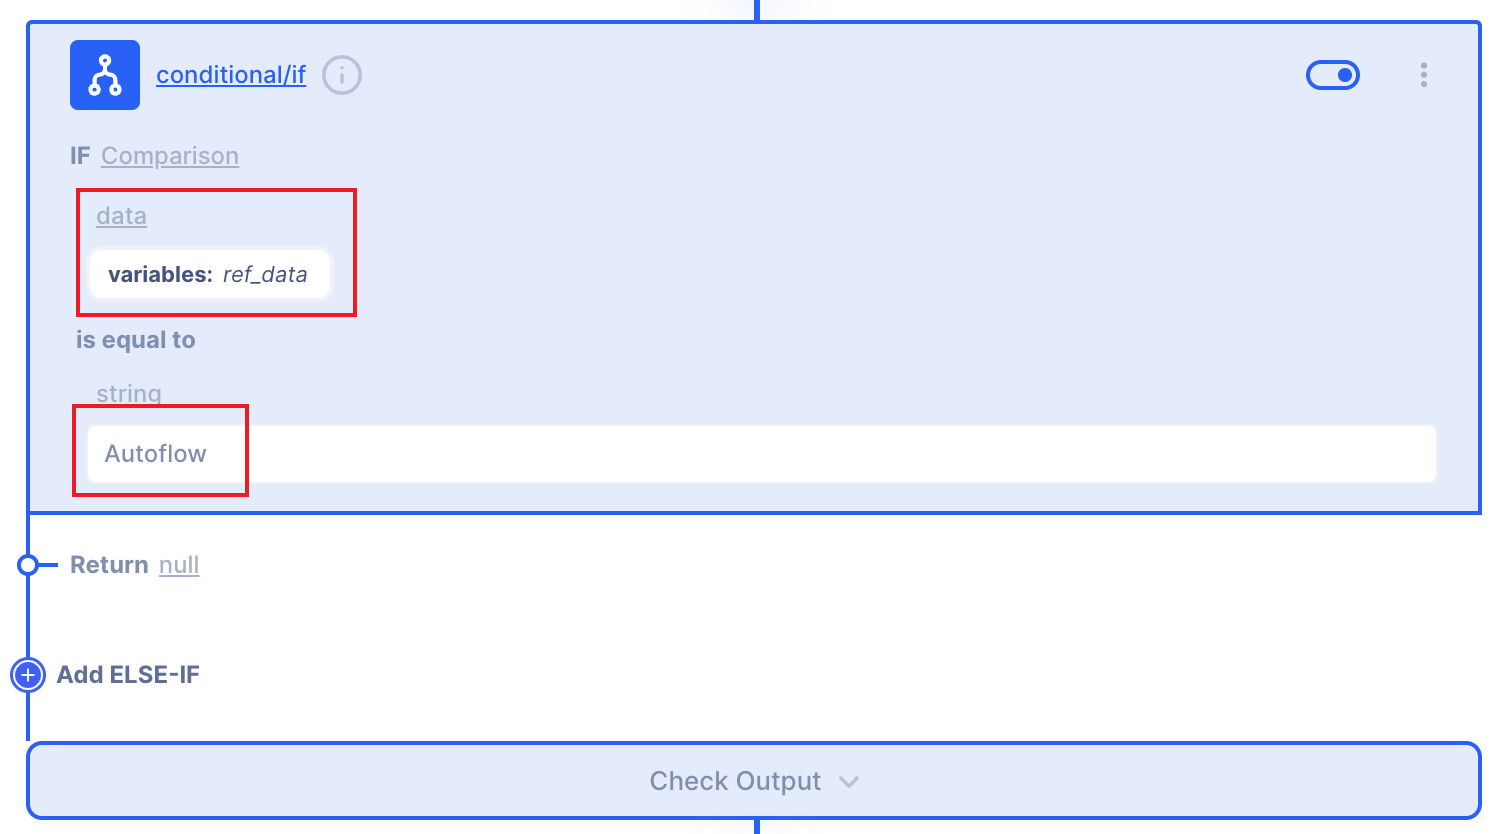 conditional/if
IF Comparison
data
variables: ref_data
is equal to
string
Autoflow
Return null
Add ELSE-IF
Check Output